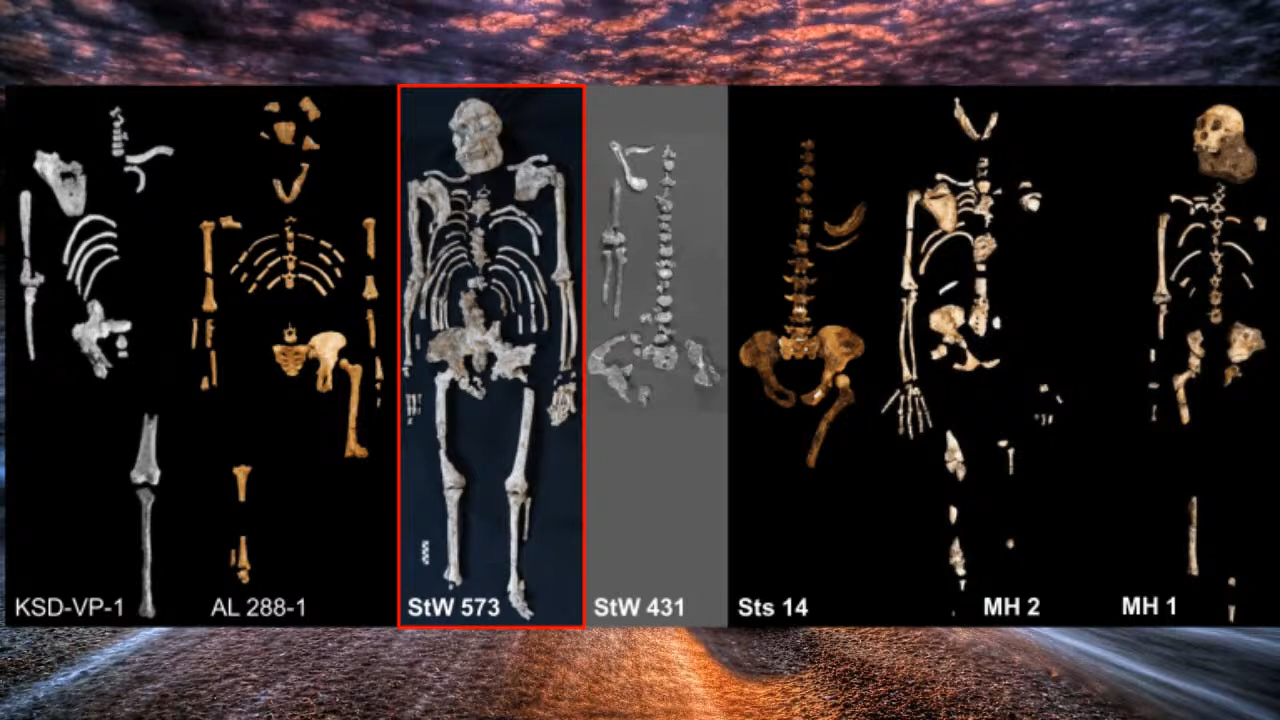 KSD-VP-1
AL 288-1
StW 573
StW 431
Sts 14
MH 2
MH 1